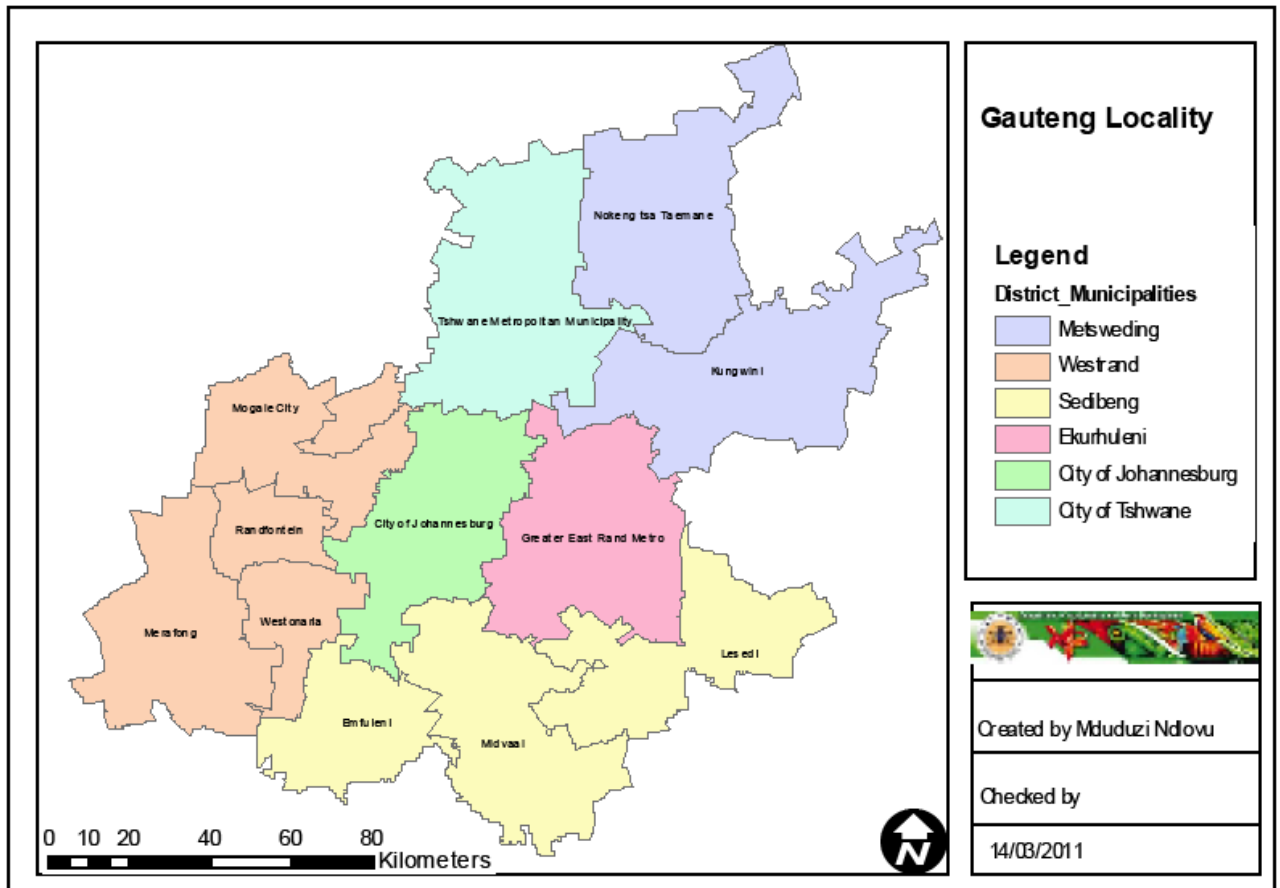 Gauteng Locality
Legend
District_Municipalities
Metsweding
Westrand
Sedibeng
Ekurhuleni
City of Johannesburg
City of Tshwane
Nokeng tsa Taemane
Tshwane Metropolitan Municipality
Kungwini
Mogale City
Randfontein
City of Johannesburg
Greater East Rand Metro
Merafong
Westonaria
Lesedi
Emfuleni
Midvaal
0 10 20 40 60 80
Kilometers
N
Created by Mduduzi Ndlovu
Checked by
14/03/2011